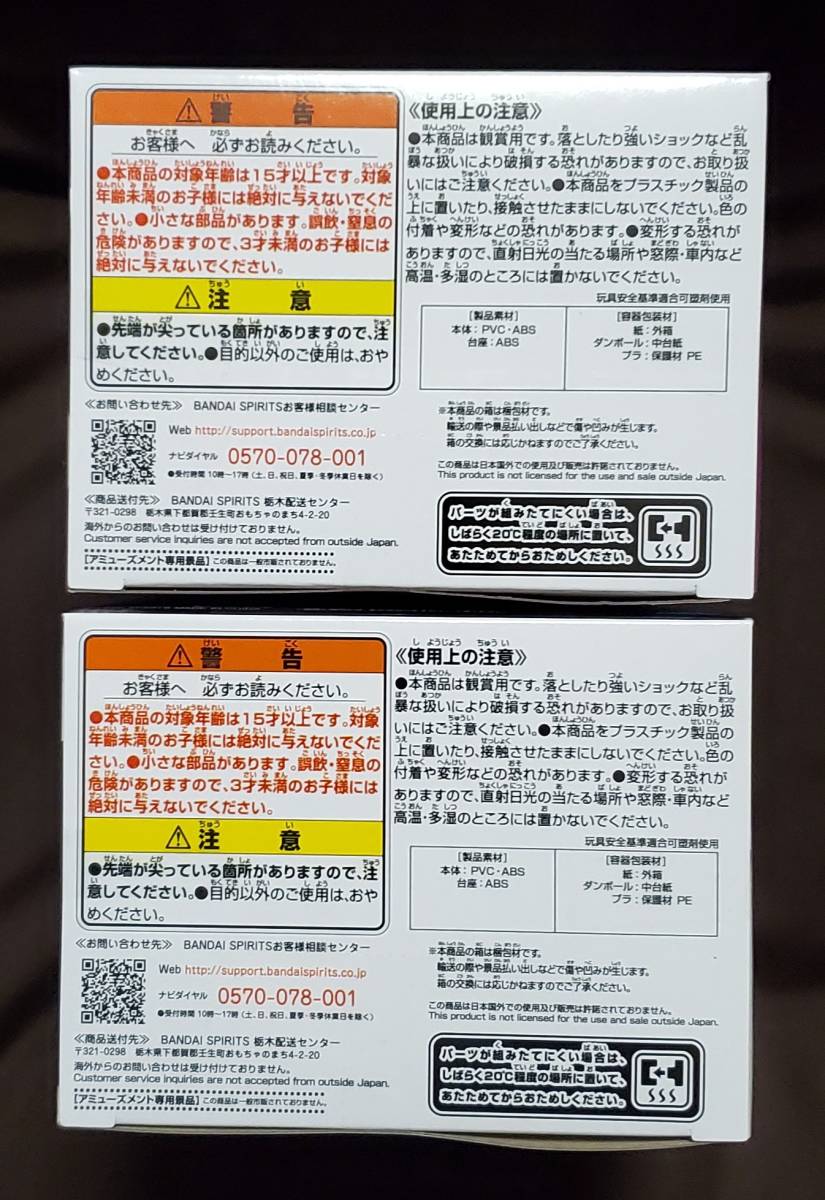 ⚠警告
お客様へ 必ずお読みください。
●本商品の対象年齢は15才以上です。対象
年齢未満のお子様には絶対に与えないでくだ
さい。●小さな部品があります。誤飲・窒息の
危険がありますので、3才未満のお子様には
絶対に与えないでください。
⚠注意
●先端が尖っている箇所がありますので、注
意してください。●目的以外のご使用は、おや
めください。
≪お問い合わせ先≫ BANDAI SPIRITSお客様相談センター
Web http://support.bandaispirits.co.jp
ナビダイヤル 0570-078-001
●受付時間 10時~17時(土、日、祝日、夏季・冬季休業日を除く)
≪商品送付先≫ BANDAI SPIRITS 栃木配送センター
〒321-0298 栃木県下都賀郡壬生町おもちゃのまち4-2-20
海外からのお問い合わせは受け付けておりません。
Customer service inquiries are not accepted from outside Japan.
[アミューズメント専用景品] この商品は一般市販されておりません。
≪使用上の注意≫
●本商品は観賞用です。落としたり強いショックなど乱
暴な扱いにより破損する恐れがありますので、お取り扱
いにはご注意ください。●本商品をプラスチック製品の
上に置いたり、接触させたままにしないでください。色の
付着や変形などの恐れがあります。●変形する恐れが
ありますので、直射日光の当たる場所や窓際・車内など
高温・多湿のところには置かないでください。
玩具安全基準適合可塑剤使用
[製品素材]
本体:PVC・ABS
台座:ABS
[容器包装材]
紙:外箱
ダンボール:中台紙
プラ:保護材 PE
※本商品の箱は梱包材です。
輸送の際や景品払い出しなどで傷や凹みが生じます。
箱の交換には応じかねますのでご了承ください。
この商品は日本国外での使用及び販売は許諾されておりません。
This product is not licensed for the use and sale outside Japan.
パーツが組みたてにくい場合は、
しばらく20℃程度の場所に置いて、
あたためてからおためしください。
⚠警告
お客様へ 必ずお読みください。
●本商品の対象年齢は15才以上です。対象
年齢未満のお子様には絶対に与えないでくだ
さい。●小さな部品があります。誤飲・窒息の
危険がありますので、3才未満のお子様には
絶対に与えないでください。
⚠注意
●先端が尖っている箇所がありますので、注
意してください。●目的以外のご使用は、おや
めください。
≪お問い合わせ先≫ BANDAI SPIRITSお客様相談センター
Web http://support.bandaispirits.co.jp
ナビダイヤル 0570-078-001
●受付時間 10時~17時(土、日、祝日、夏季・冬季休業日を除く)
≪商品送付先≫ BANDAI SPIRITS 栃木配送センター
〒321-0298 栃木県下都賀郡壬生町おもちゃのまち4-2-20
海外からのお問い合わせは受け付けておりません。
Customer service inquiries are not accepted from outside Japan.
[アミューズメント専用景品] この商品は一般市販されておりません。
≪使用上の注意≫
●本商品は観賞用です。落としたり強いショックなど乱
暴な扱いにより破損する恐れがありますので、お取り扱
いにはご注意ください。●本商品をプラスチック製品の
上に置いたり、接触させたままにしないでください。色の
付着や変形などの恐れがあります。●変形する恐れが
ありますので、直射日光の当たる場所や窓際・車内など
高温・多湿のところには置かないでください。
玩具安全基準適合可塑剤使用
[製品素材]
本体:PVC・ABS
台座:ABS
[容器包装材]
紙:外箱
ダンボール:中台紙
プラ:保護材 PE
※本商品の箱は梱包材です。
輸送の際や景品払い出しなどで傷や凹みが生じます。
箱の交換には応じかねますのでご了承ください。
この商品は日本国外での使用及び販売は許諾されておりません。
This product is not licensed for the use and sale outside Japan.
パーツが組みたてにくい場合は、
しばらく20℃程度の場所に置いて、
あたためてからおためしください。